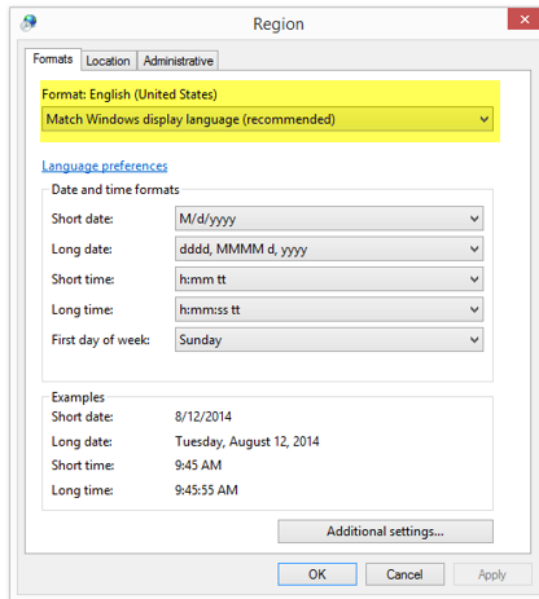 Region
Formats Location Administrative
Format: English (United States)
Match Windows display language (recommended)
Language preferences
Date and time formats
Short date: M/d/yyyy
Long date: dddd, MMMM d, yyyy
Short time: h:mm tt
Long time: h:mm:ss tt
First day of week: Sunday
Examples
Short date: 8/12/2014
Long date: Tuesday, August 12, 2014
Short time: 9:45 AM
Long time: 9:45:55 AM
Additional settings...
OK Cancel Apply